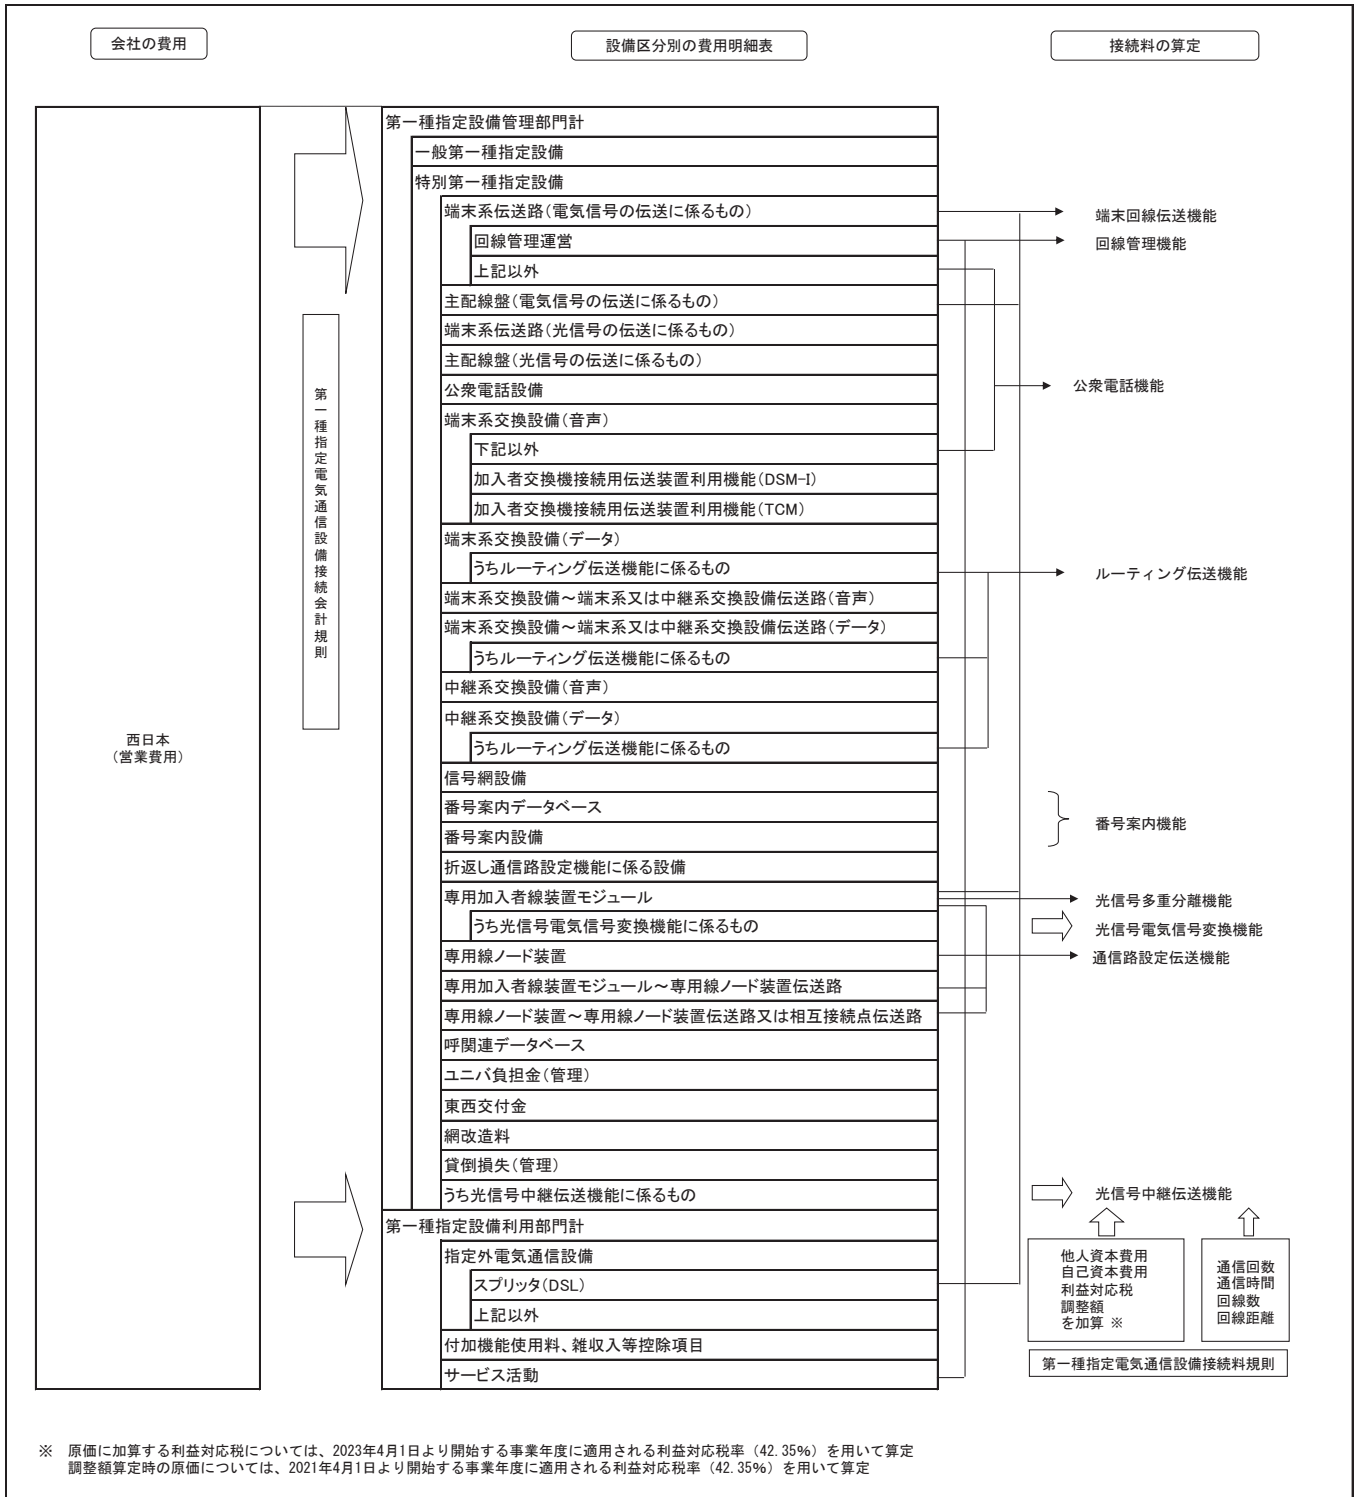 会社の費用
設備区分別の費用明細表
接続料の算定
西日本
（営業費用）
第一種指定電気通信設備接続会計規則
第一種指定設備管理部門計
一般第一種指定設備
特別第一種指定設備
端末系伝送路（電気信号の伝送に係るもの）
回線管理運営
上記以外
主配線盤（電気信号の伝送に係るもの）
端末系伝送路（光信号の伝送に係るもの）
主配線盤（光信号の伝送に係るもの）
公衆電話設備
端末系交換設備（音声）
下記以外
加入者交換機接続用伝送装置利用機能（DSM-I）
加入者交換機接続用伝送装置利用機能（TCM）
端末系交換設備（データ）
うちルーティング伝送機能に係るもの
端末系交換設備～端末系又は中継系交換設備伝送路（音声）
端末系交換設備～端末系又は中継系交換設備伝送路（データ）
うちルーティング伝送機能に係るもの
中継系交換設備（音声）
中継系交換設備（データ）
うちルーティング伝送機能に係るもの
信号網設備
番号案内データベース
番号案内設備
折返し通信路設定機能に係る設備
専用加入者線装置モジュール
うち光信号電気信号変換機能に係るもの
専用線ノード装置
専用加入者線装置モジュール～専用線ノード装置伝送路
専用線ノード装置～専用線ノード装置伝送路又は相互接続点伝送路
呼関連データベース
ユニバ負担金（管理）
東西交付金
網改造料
貸倒損失（管理）
うち光信号中継伝送機能に係るもの
第一種指定設備利用部門計
指定外電気通信設備
スプリッタ(DSL)
上記以外
付加機能使用料、雑収入等控除項目
サービス活動
端末回線伝送機能
回線管理機能
公衆電話機能
ルーティング伝送機能
番号案内機能
光信号多重分離機能
光信号電気信号変換機能
通信路設定伝送機能
光信号中継伝送機能
他人資本費用
自己資本費用
利益対応税
調整額
を加算 ※
通信回数
通信時間
回線数
回線距離
第一種指定電気通信設備接続料規則
※ 原価に加算する利益対応税については、2023年4月1日より開始する事業年度に適用される利益対応税率（42.35%）を用いて算定
調整額算定時の原価については、2021年4月1日より開始する事業年度に適用される利益対応税率（42.35%）を用いて算定